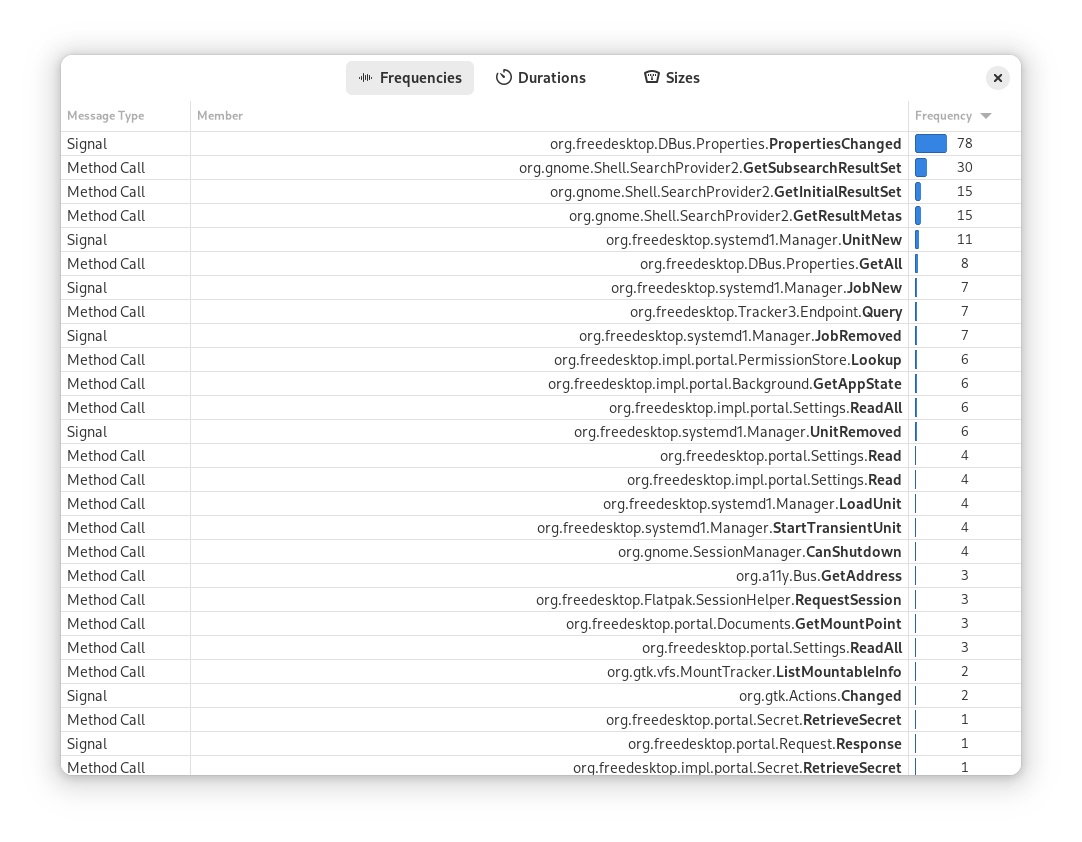 Frequencies Durations Sizes
Message Type Member Frequency
Signal org.freedesktop.DBus.Properties.PropertiesChanged 78
Method Call org.gnome.Shell.SearchProvider2.GetSubsearchResultSet 30
Method Call org.gnome.Shell.SearchProvider2.GetInitialResultSet 15
Method Call org.gnome.Shell.SearchProvider2.GetResultMetas 15
Signal org.freedesktop.systemd1.Manager.UnitNew 11
Method Call org.freedesktop.DBus.Properties.GetAll 8
Signal org.freedesktop.systemd1.Manager.JobNew 7
Method Call org.freedesktop.Tracker3.Endpoint.Query 7
Signal org.freedesktop.systemd1.Manager.JobRemoved 7
Method Call org.freedesktop.impl.portal.PermissionStore.Lookup 6
Method Call org.freedesktop.impl.portal.Background.GetAppState 6
Method Call org.freedesktop.impl.portal.Settings.ReadAll 6
Signal org.freedesktop.systemd1.Manager.UnitRemoved 6
Method Call org.freedesktop.portal.Settings.Read 4
Method Call org.freedesktop.impl.portal.Settings.Read 4
Method Call org.freedesktop.systemd1.Manager.LoadUnit 4
Method Call org.freedesktop.systemd1.Manager.StartTransientUnit 4
Method Call org.gnome.SessionManager.CanShutdown 4
Method Call org.a11y.Bus.GetAddress 3
Method Call org.freedesktop.Flatpak.SessionHelper.RequestSession 3
Method Call org.freedesktop.portal.Documents.GetMountPoint 3
Method Call org.freedesktop.portal.Settings.ReadAll 3
Method Call org.gtk.vfs.MountTracker.ListMountableInfo 2
Signal org.gtk.Actions.Changed 2
Method Call org.freedesktop.portal.Secret.RetrieveSecret 1
Signal org.freedesktop.portal.Request.Response 1
Method Call org.freedesktop.impl.portal.Secret.RetrieveSecret 1